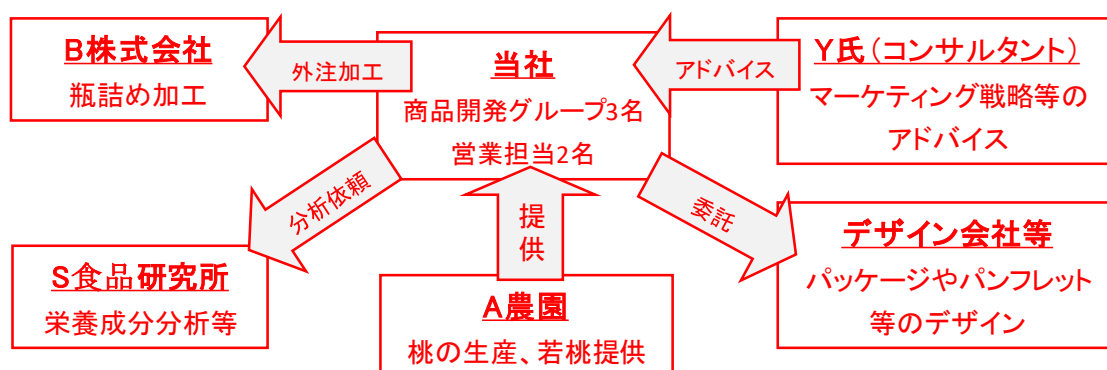 B株式会社
瓶詰め加工
外注加工
当社
商品開発グループ3名
営業担当2名
アドバイス
Y氏(コンサルタント)
マーケティング戦略等の
アドバイス
分析依頼
提
供
委託
S食品研究所
栄養成分分析等
A農園
桃の生産、若桃提供
デザイン会社等
パッケージやパンフレット
等のデザイン